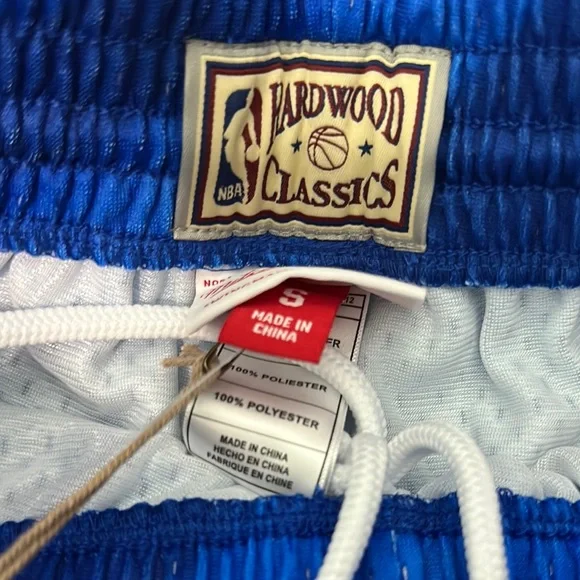 HARDWOOD
NBA
CLASSICS
S
MADE IN
CHINA
100% POLIESTER
100% POLYESTER
MADE IN CHINA
HECHO EN CHINA
FABRIQUE EN CHINE